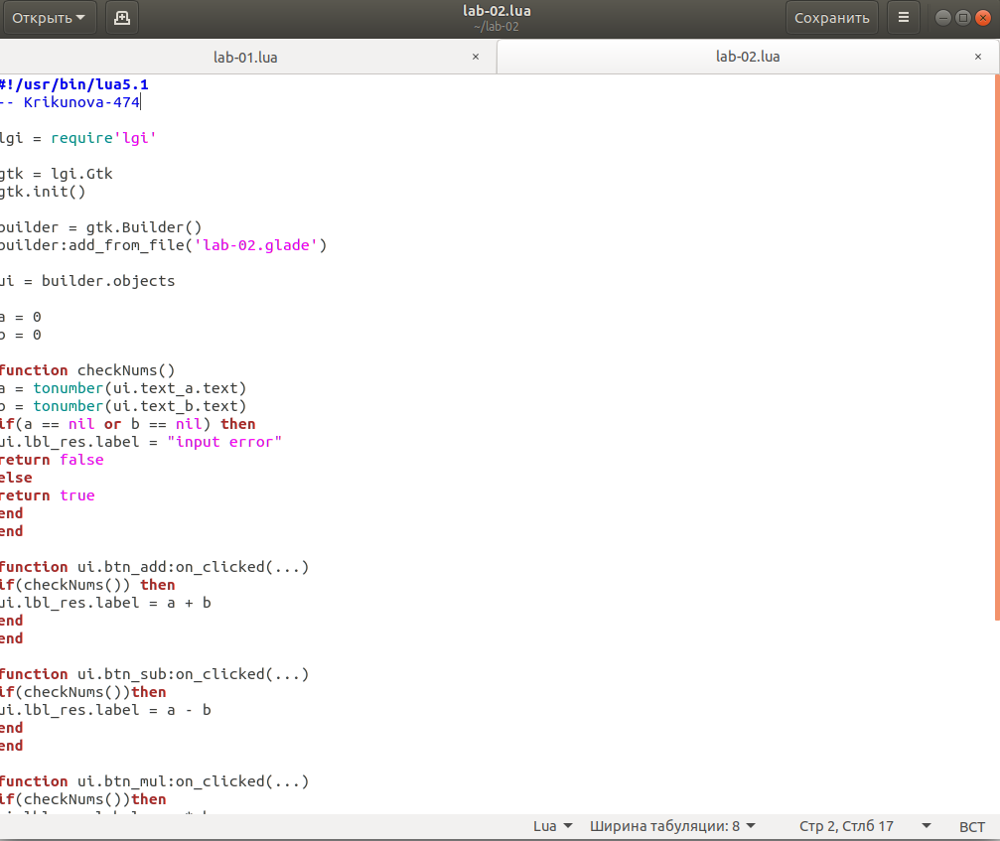 Открыть
lab-02.lua
~/lab-02
Сохранить
lab-01.lua
lab-02.lua
#!/usr/bin/lua5.1
-- Krikunova-474
lgi = require'lgi'
gtk = lgi.Gtk
gtk.init()
builder = gtk.Builder()
builder:add_from_file('lab-02.glade')
ui = builder.objects
a = 0
b = 0
function checkNums()
a = tonumber(ui.text_a.text)
b = tonumber(ui.text_b.text)
if(a == nil or b == nil) then
ui.lbl_res.label = "input error"
return false
else
return true
end
end
function ui.btn_add:on_clicked(...)
if(checkNums()) then
ui.lbl_res.label = a + b
end
end
function ui.btn_sub:on_clicked(...)
if(checkNums())then
ui.lbl_res.label = a - b
end
end
function ui.btn_mul:on_clicked(...)
if(checkNums())then
Lua
Ширина табуляции: 8
Стр 2, Стлб 17
ВСТ